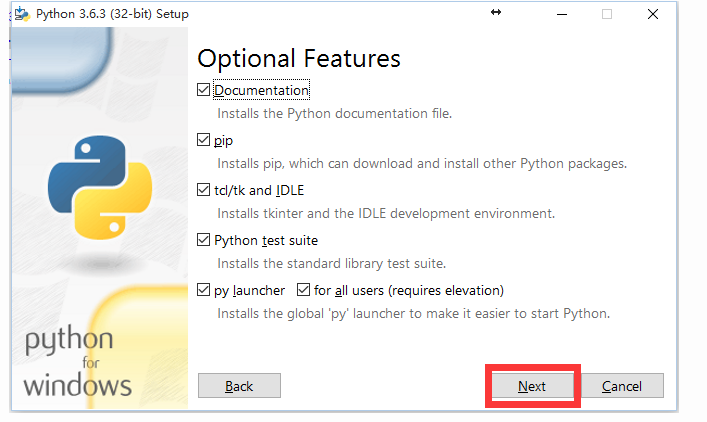 Python 3.6.3 (32-bit) Setup
Optional Features
Documentation
Installs the Python documentation file.
pip
Installs pip, which can download and install other Python packages.
tcl/tk and IDLE
Installs tkinter and the IDLE development environment.
Python test suite
Installs the standard library test suite.
py launcher for all users (requires elevation)
Installs the global 'py' launcher to make it easier to start Python.
python
for
windows
Back Next Cancel